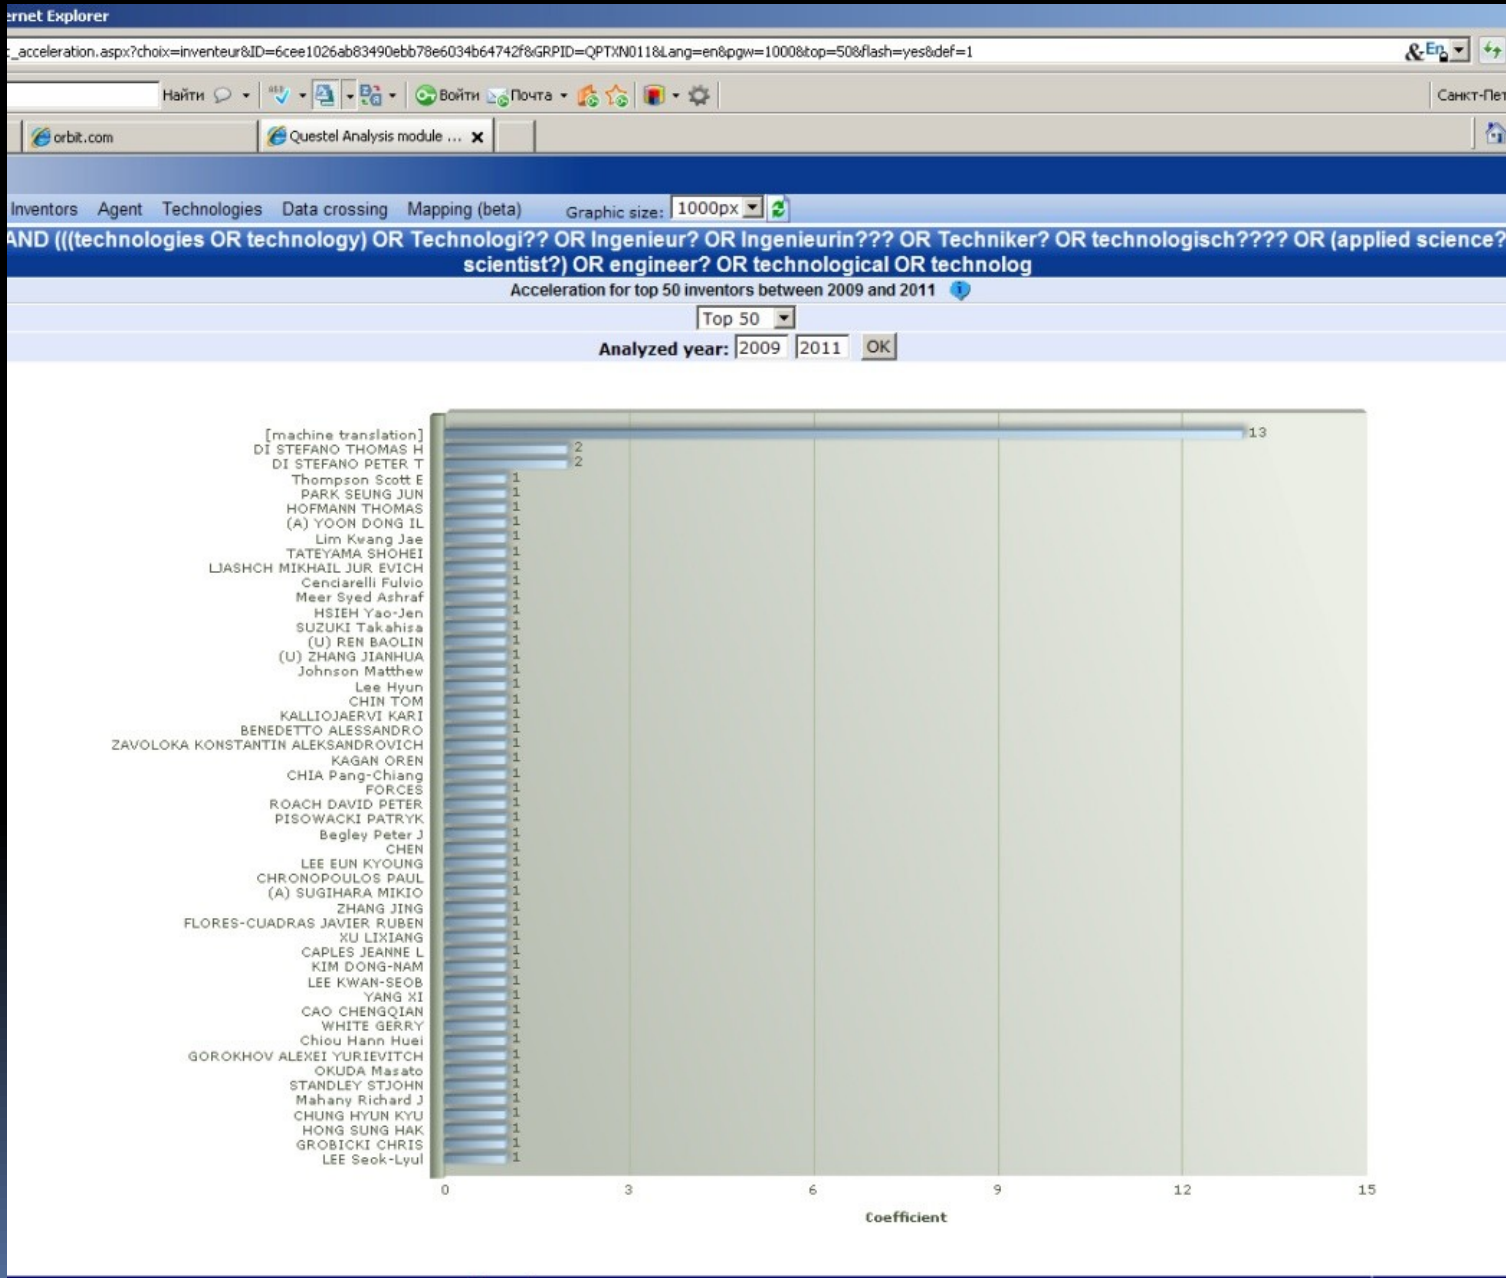 ernet Explorer
c_acceleration.aspx?choix=inventeur&ID=6cee1026ab83490ebb78e6034b64742f&GRPID=QPTXN011&Lang=en&pgw=1000&top=50&flash=yes&def=1
Найти Войти Почта Санкт-Пет
orbit.com Questel Analysis module ...
Inventors Agent Technologies Data crossing Mapping (beta) Graphic size: 1000px
AND (((technologies OR technology) OR Technologi?? OR Ingenieur? OR Ingenieurin??? OR Techniker? OR technologisch???? OR (applied science?
scientist?) OR engineer? OR technological OR technolog
Acceleration for top 50 inventors between 2009 and 2011
Top 50
Analyzed year: 2009 2011 OK
[machine translation] 13
DI STEFANO THOMAS H 2
DI STEFANO PETER T 2
Thompson Scott E 1
PARK SEUNG JUN 1
HOFMANN THOMAS 1
(A) YOON DONG IL 1
Lim Kwang Jae 1
TATEYAMA SHOHEI 1
LJASHCH MIKHAIL JUR EVICH 1
Cenciarelli Fulvio 1
Meer Syed Ashraf 1
HSIEH Yao-Jen 1
SUZUKI Takahisa 1
(U) REN BAOLIN 1
(U) ZHANG JIANHUA 1
Johnson Matthew 1
Lee Hyun 1
CHIN TOM 1
KALLIOJAERVI KARI 1
BENEDETTO ALESSANDRO 1
ZAVOLOKA KONSTANTIN ALEKSANDROVICH 1
KAGAN OREN 1
CHIA Pang-Chiang 1
FORCES 1
ROACH DAVID PETER 1
PISOWACKI PATRYK 1
Begley Peter J 1
CHEN 1
LEE EUN KYOUNG 1
CHRONOPOULOS PAUL 1
(A) SUGIHARA MIKIO 1
ZHANG JING 1
FLORES-CUADRAS JAVIER RUBEN 1
XU LIXIANG 1
CAPLES JEANNE L 1
KIM DONG-NAM 1
LEE KWAN-SEOB 1
YANG XI 1
CAO CHENGQIAN 1
WHITE GERRY 1
Chiou Hann Huei 1
GOROKHOV ALEXEI YURIEVITCH 1
OKUDA Masato 1
STANDLEY STJOHN 1
Mahany Richard J 1
CHUNG HYUN KYU 1
HONG SUNG HAK 1
GROBICKI CHRIS 1
LEE Seok-Lyul 1
0 3 6 9 12 15
Coefficient